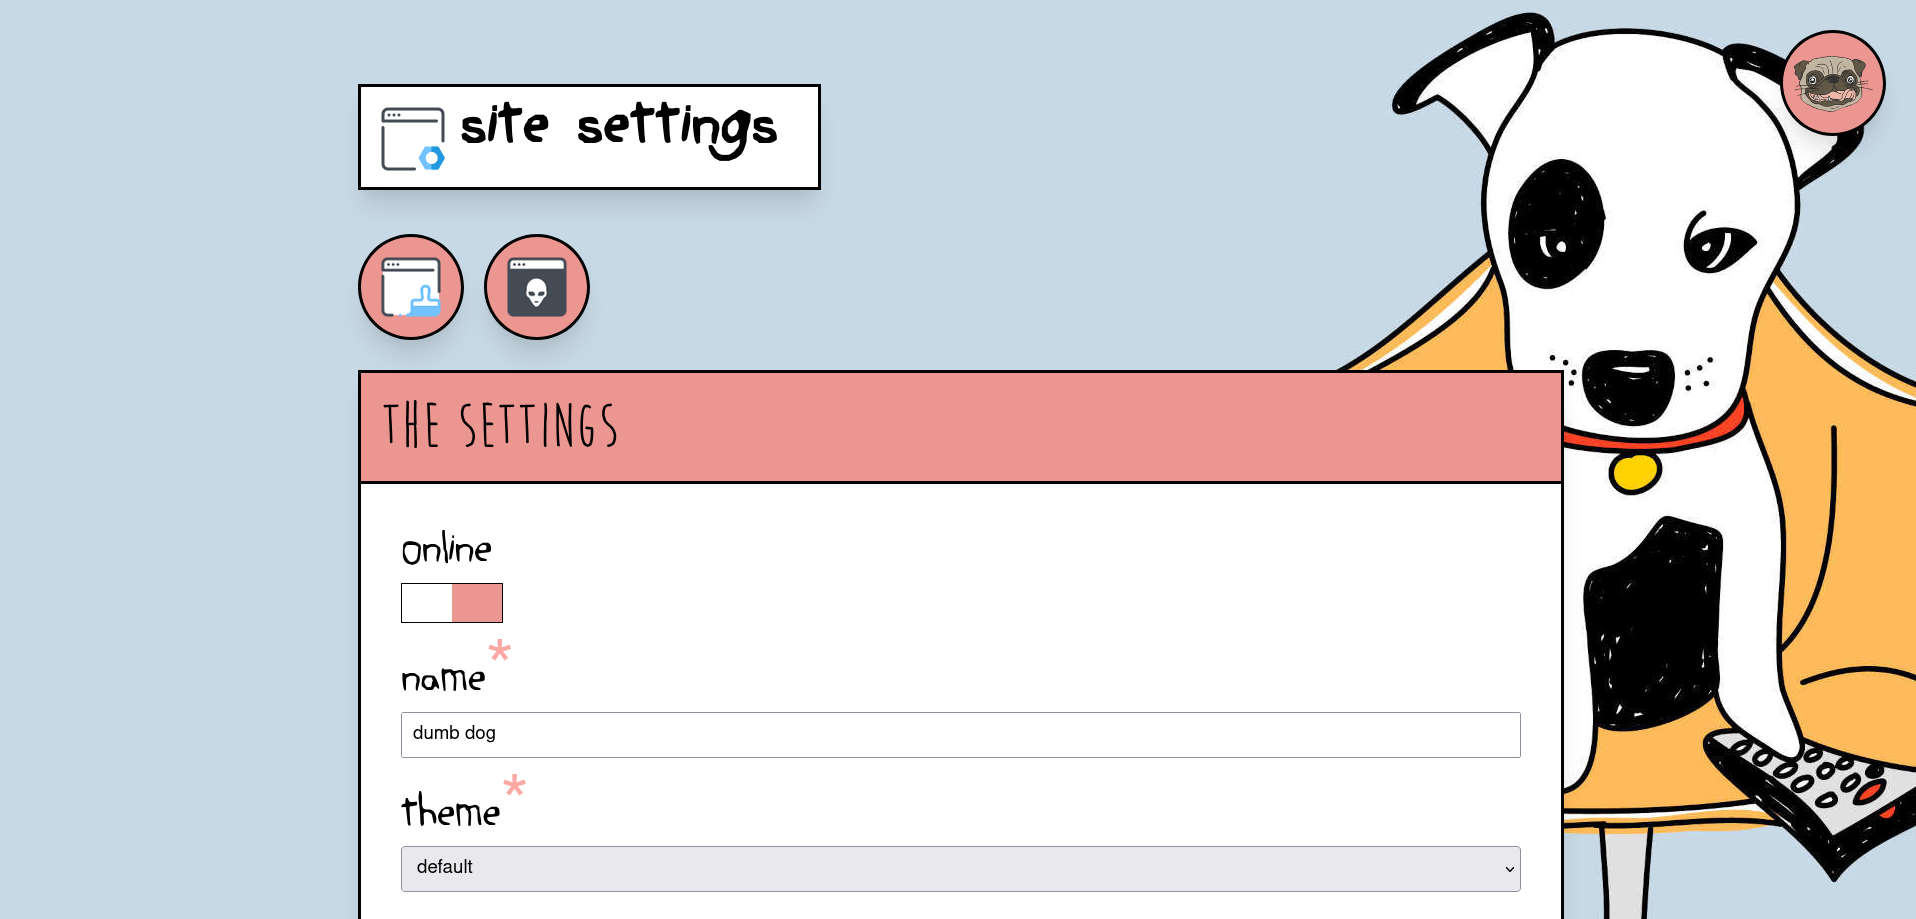 site settings
THE SETTINGS
online
name*
dumb dog
theme*
default